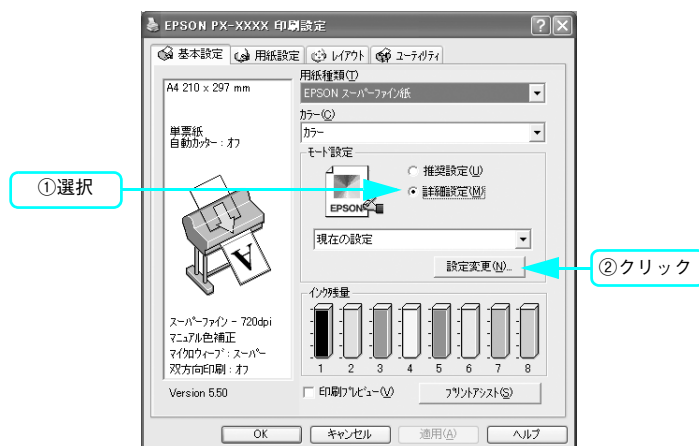 EPSON PX-XXXX 印刷設定
基本設定 用紙設定 レイアウト ユーティリティ
A4 210 x 297 mm
単票紙
自動カッター : オフ
スーパーファイン - 720dpi
マニュアル色補正
マイクロウィーブ : スーパー
双方向印刷 : オフ
Version 5.50
用紙種類(T)
EPSON スーパーファイン紙
カラー(C)
カラー
モード設定
EPSON
推奨設定(U)
詳細設定(M)
現在の設定
設定変更(N)...
インク残量
1 2 3 4 5 6 7 8
印刷プレビュー(V)
プリントアシスト(S)
OK キャンセル 適用(A) ヘルプ
①選択
②クリック